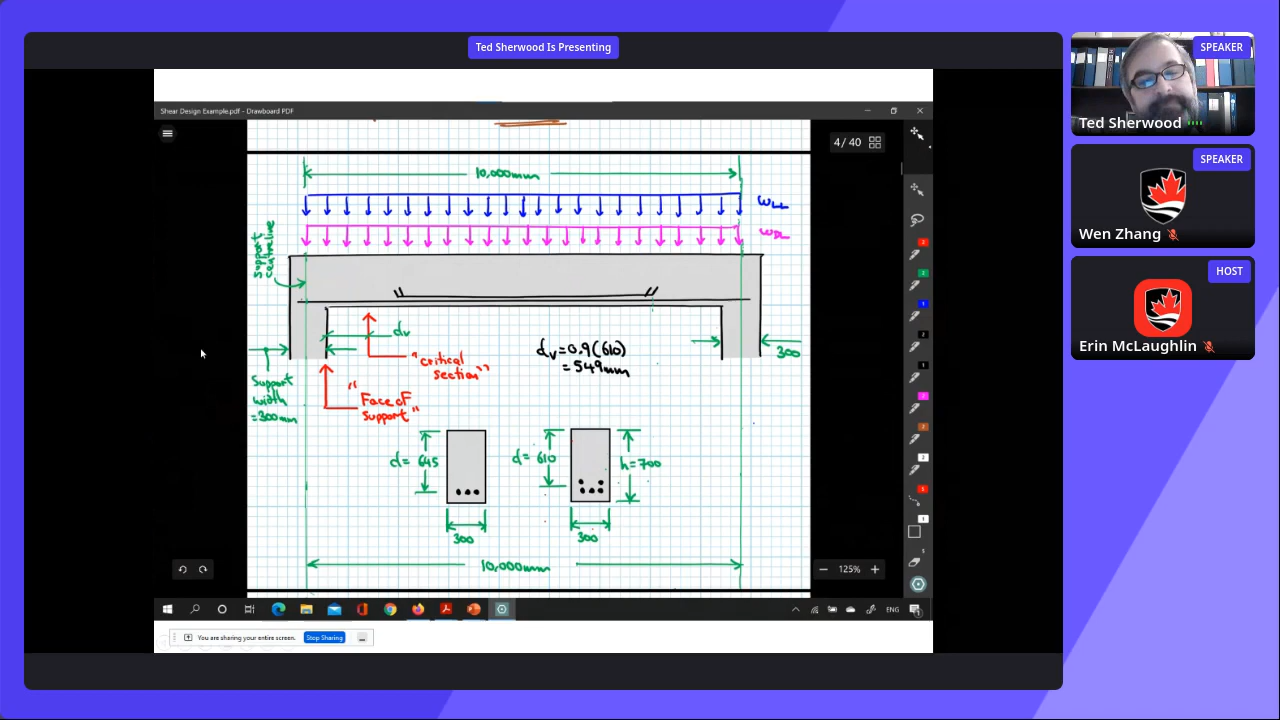 Ted Sherwood Is Presenting
SPEAKER
Ted Sherwood
SPEAKER
Wen Zhang
HOST
Erin McLaughlin
Shear Design Example.pdf - Drawboard PDF
4/40
10,000mm
ωLL
ωDL
support
centreline
dv
"critical
section"
"Face of
support"
Support
width
=300mm
dv=0.9(610)
=549mm
300
d= 645
300
d= 610
h=700
300
10,000mm
125%
ENG
You are sharing your entire screen.
Stop Sharing